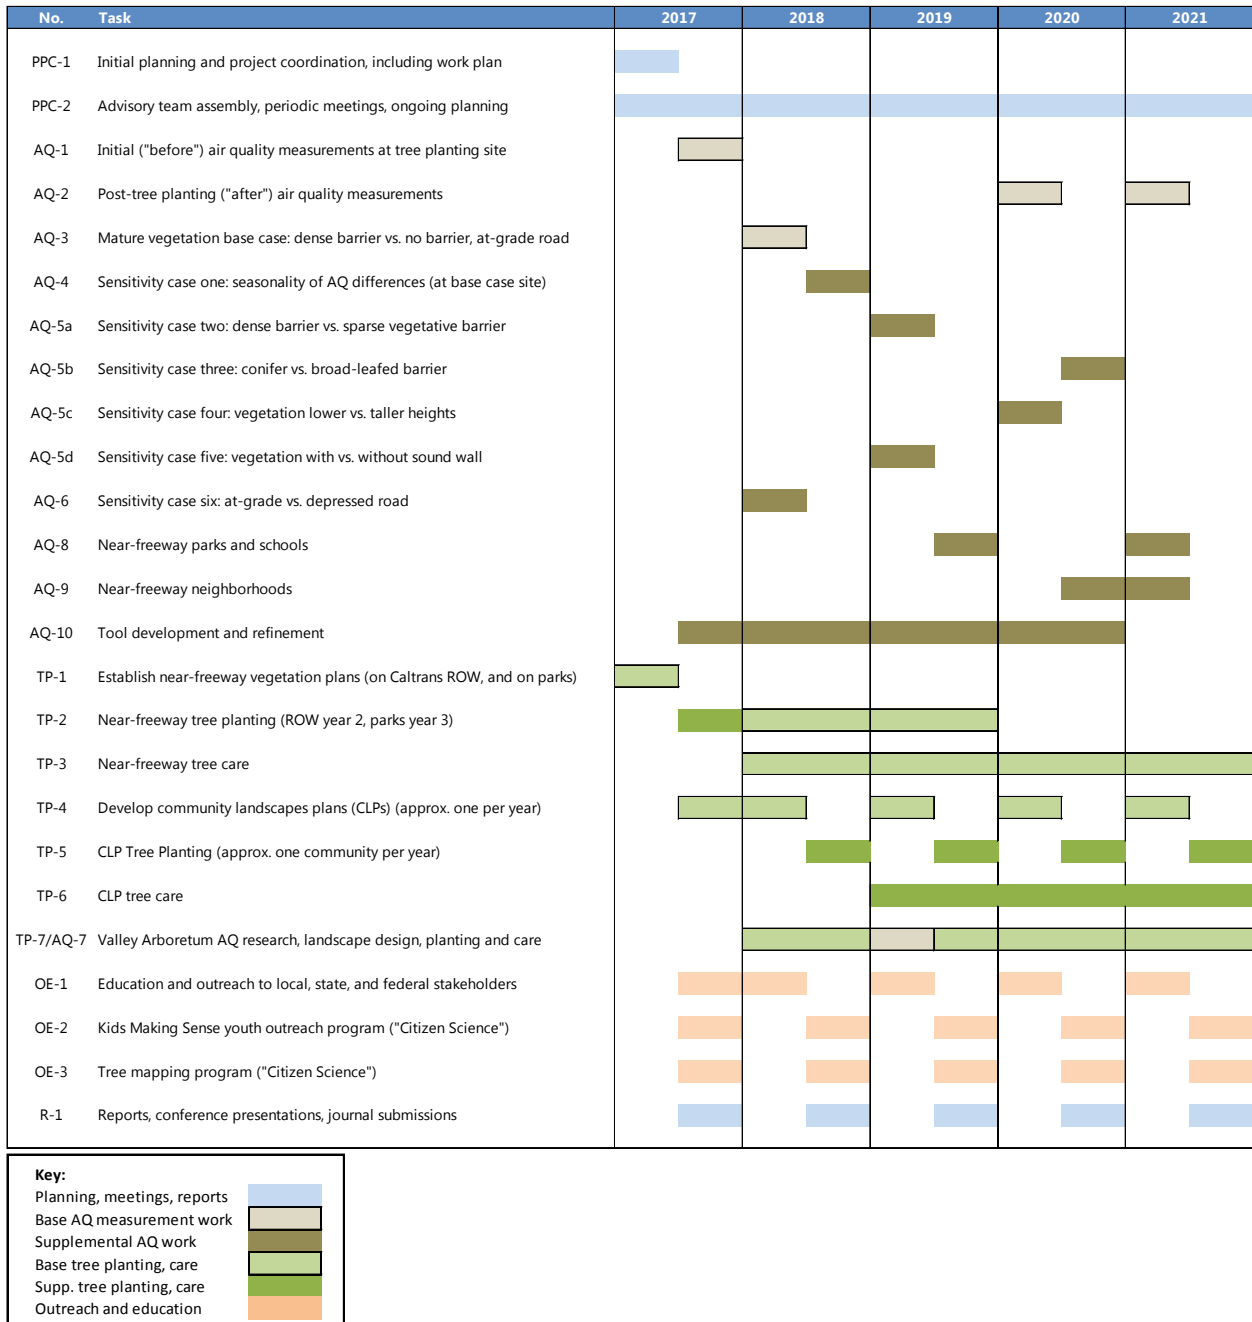 No. Task 2017 2018 2019 2020 2021
PPC-1 Initial planning and project coordination, including work plan
PPC-2 Advisory team assembly, periodic meetings, ongoing planning
AQ-1 Initial ("before") air quality measurements at tree planting site
AQ-2 Post-tree planting ("after") air quality measurements
AQ-3 Mature vegetation base case: dense barrier vs. no barrier, at-grade road
AQ-4 Sensitivity case one: seasonality of AQ differences (at base case site)
AQ-5a Sensitivity case two: dense barrier vs. sparse vegetative barrier
AQ-5b Sensitivity case three: conifer vs. broad-leafed barrier
AQ-5c Sensitivity case four: vegetation lower vs. taller heights
AQ-5d Sensitivity case five: vegetation with vs. without sound wall
AQ-6 Sensitivity case six: at-grade vs. depressed road
AQ-8 Near-freeway parks and schools
AQ-9 Near-freeway neighborhoods
AQ-10 Tool development and refinement
TP-1 Establish near-freeway vegetation plans (on Caltrans ROW, and on parks)
TP-2 Near-freeway tree planting (ROW year 2, parks year 3)
TP-3 Near-freeway tree care
TP-4 Develop community landscapes plans (CLPs) (approx. one per year)
TP-5 CLP Tree Planting (approx. one community per year)
TP-6 CLP tree care
TP-7/AQ-7 Valley Arboretum AQ research, landscape design, planting and care
OE-1 Education and outreach to local, state, and federal stakeholders
OE-2 Kids Making Sense youth outreach program ("Citizen Science")
OE-3 Tree mapping program ("Citizen Science")
R-1 Reports, conference presentations, journal submissions
Key:
Planning, meetings, reports
Base AQ measurement work
Supplemental AQ work
Base tree planting, care
Supp. tree planting, care
Outreach and education